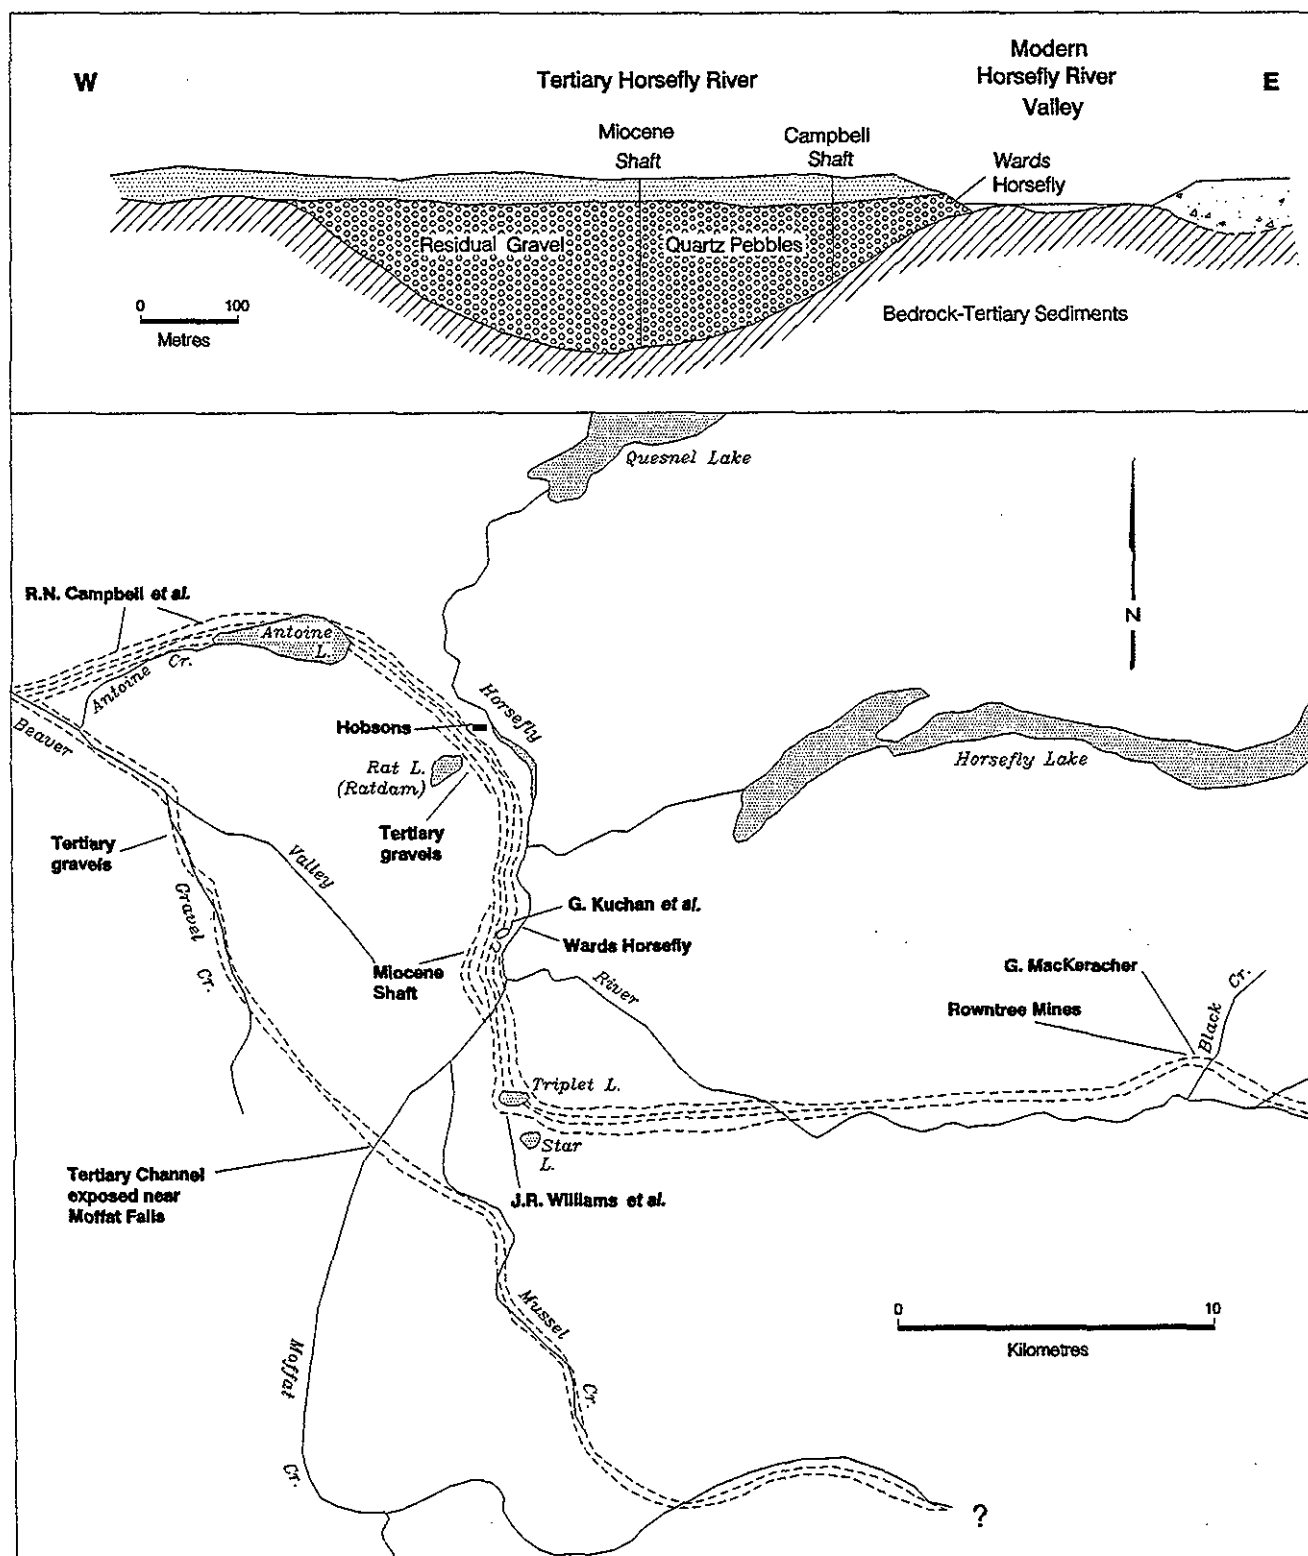 W
Tertiary Horsefly River
Modern
Horsefly River
Valley
E
Miocene
Shaft
Campbell
Shaft
Wards
Horsefly
Residual Gravel
Quartz Pebbles
0 100
Metres
Bedrock-Tertiary Sediments
Quesnel Lake
N
R.N. Campbell et al.
Antoine
L.
Antoine Cr.
Beaver
Valley
Hobsons
Horsefly
River
Rat L.
(Ratdam)
Horsefly Lake
Tertiary
gravels
Tertiary
gravels
Gravel
Cr.
G. Kuchan et al.
Wards Horsefly
Miocene
Shaft
G. MacKeracher
Rowntree Mines
Black Cr.
Triplet L.
Star
L.
Tertiary Channel
exposed near
Moffat Falls
J.R. Williams et al.
Mussel
Cr.
0 10
Kilometres
Moffat
Cr.
?